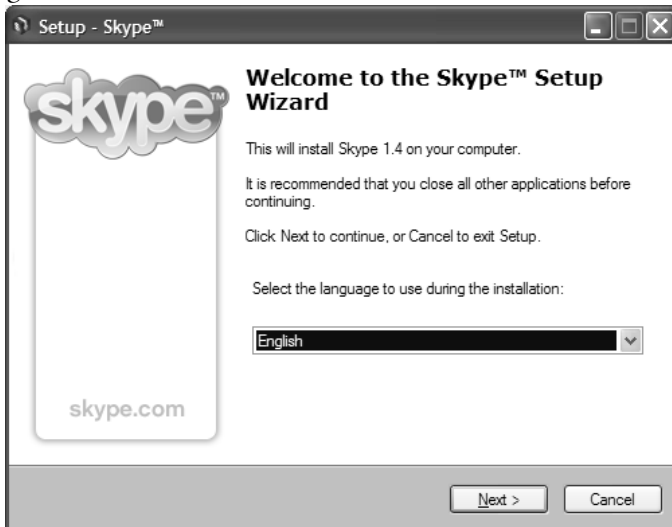 Setup - Skype™
skype™
Welcome to the Skype™ Setup
Wizard
This will install Skype 1.4 on your computer.
It is recommended that you close all other applications before
continuing.
Click Next to continue, or Cancel to exit Setup.
Select the language to use during the installation:
English
skype.com
Next >
Cancel